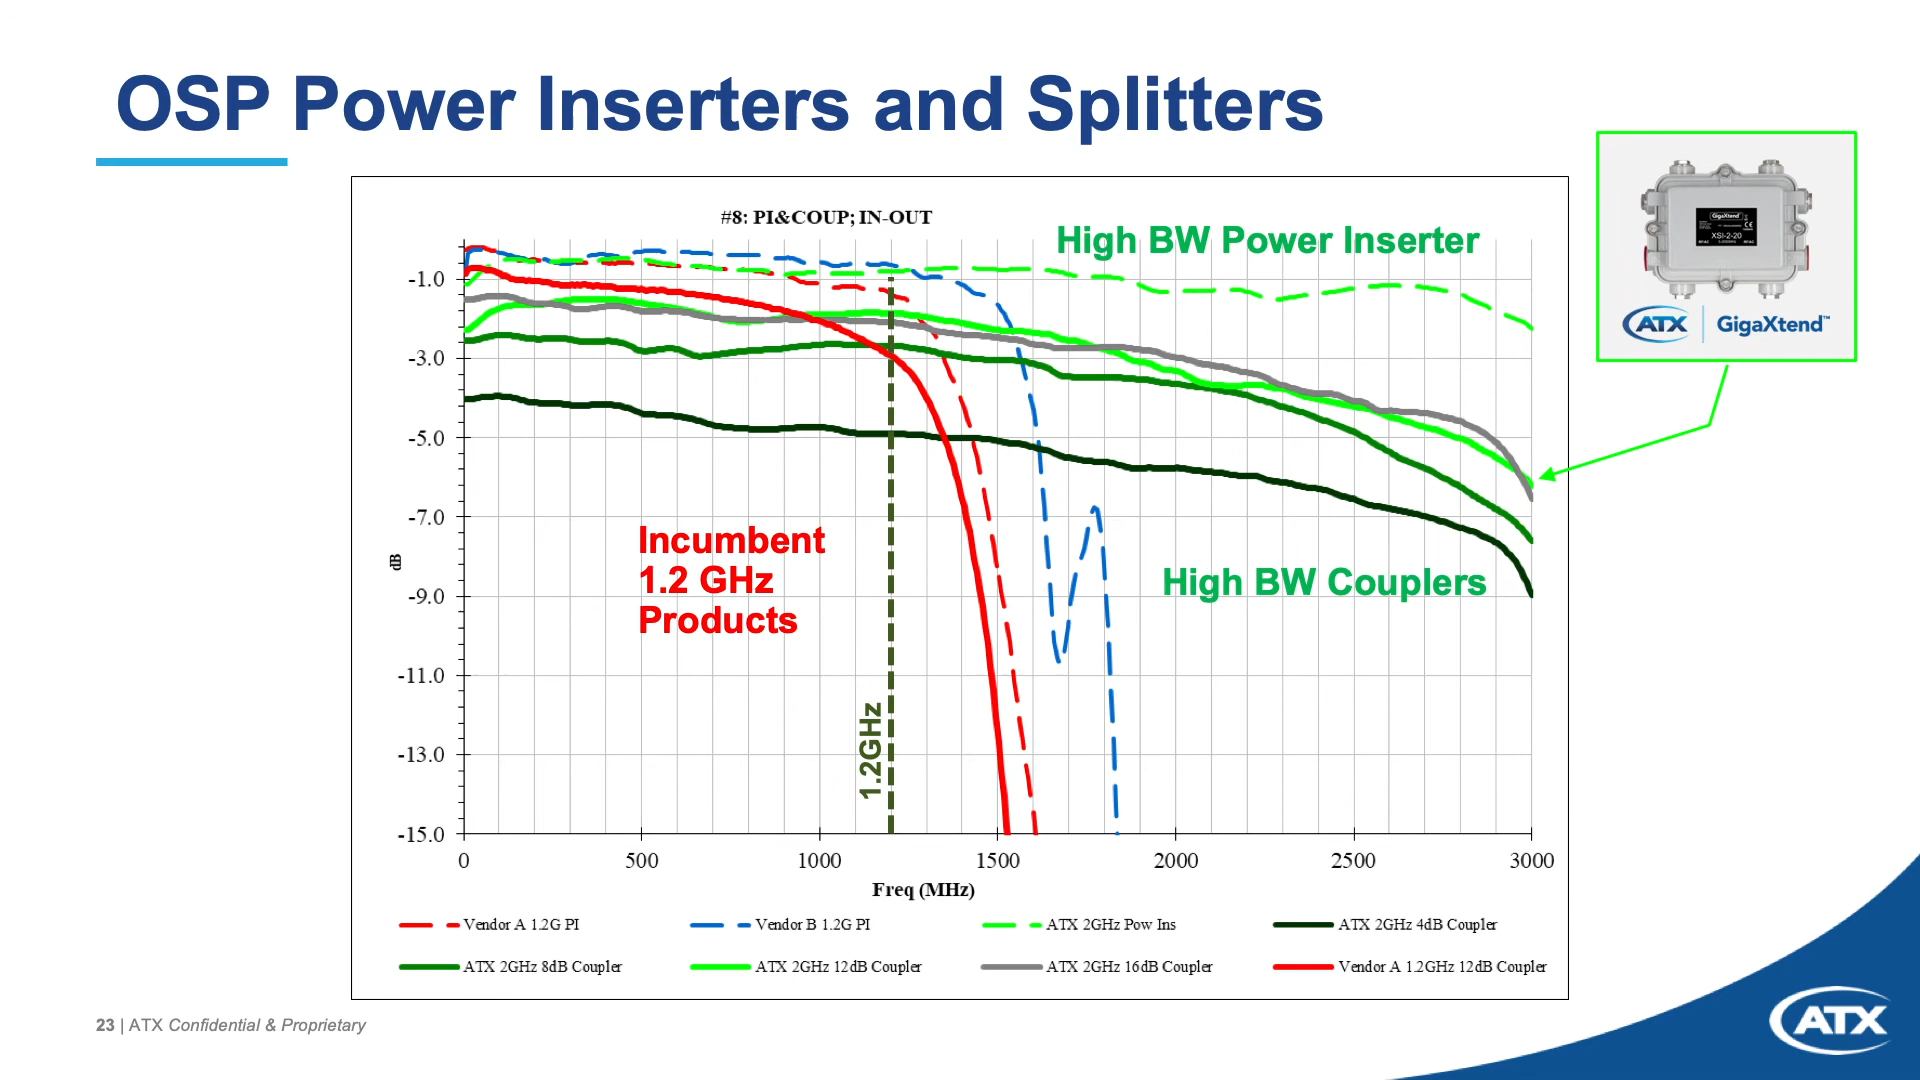 OSP Power Inserters and Splitters
#8: PI&COUP; IN-OUT
High BW Power Inserter
GigaXtend
XSI-2-20
ATX | GigaXtend™
-1.0
-3.0
-5.0
-7.0
-9.0
-11.0
-13.0
-15.0
dB
Incumbent
1.2 GHz
Products
High BW Couplers
1.2GHz
0 500 1000 1500 2000 2500 3000
Freq (MHz)
Vendor A 1.2G PI
Vendor B 1.2G PI
ATX 2GHz Pow Ins
ATX 2GHz 4dB Coupler
ATX 2GHz 8dB Coupler
ATX 2GHz 12dB Coupler
ATX 2GHz 16dB Coupler
Vendor A 1.2GHz 12dB Coupler
23 | ATX Confidential & Proprietary
ATX